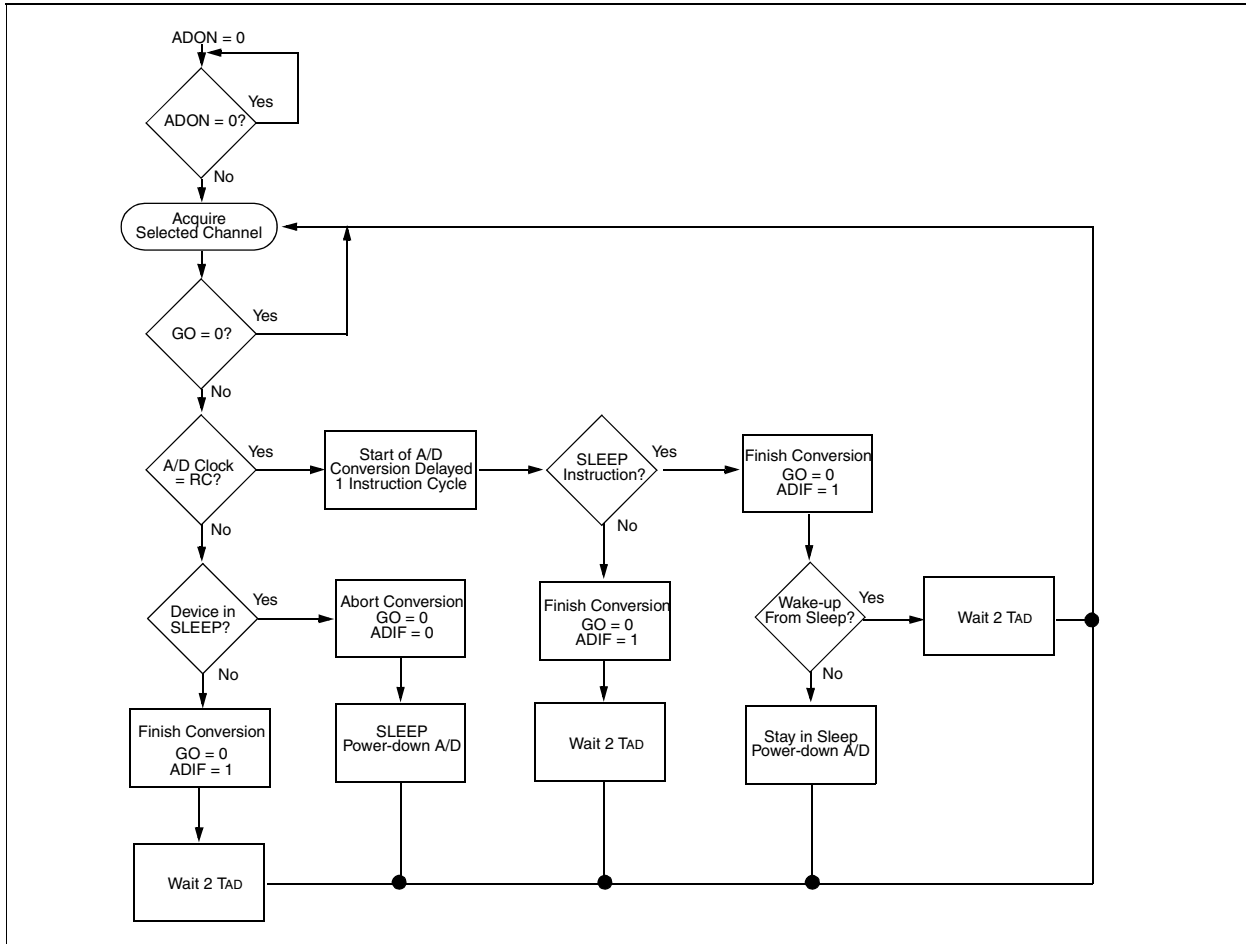 ADON = 0
Yes
ADON = 0?
No
Acquire
Selected Channel
Yes
GO = 0?
No
Yes
A/D Clock
= RC?
No
Start of A/D
Conversion Delayed
1 Instruction Cycle
SLEEP
Instruction?
Yes
No
Finish Conversion
GO = 0
ADIF = 1
Device in
SLEEP?
Yes
No
Abort Conversion
GO = 0
ADIF = 0
Finish Conversion
GO = 0
ADIF = 1
Wake-up
From Sleep?
Yes
No
Wait 2 TAD
Finish Conversion
GO = 0
ADIF = 1
SLEEP
Power-down A/D
Wait 2 TAD
Stay in Sleep
Power-down A/D
Wait 2 TAD